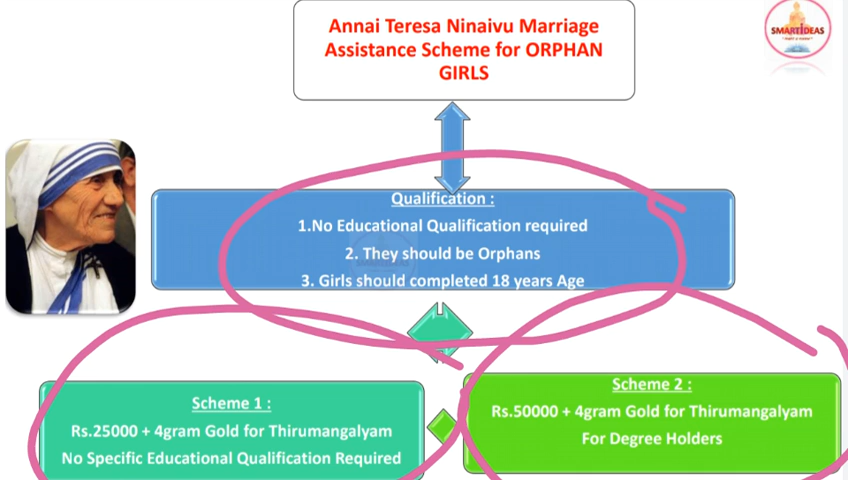 Annai Teresa Ninaivu Marriage
Assistance Scheme for ORPHAN
GIRLS
SMARTIDEAS
Qualification :
1.No Educational Qualification required
2. They should be Orphans
3. Girls should completed 18 years Age
Scheme 1 :
Rs.25000 + 4gram Gold for Thirumangalyam
No Specific Educational Qualification Required
Scheme 2 :
Rs.50000 + 4gram Gold for Thirumangalyam
For Degree Holders